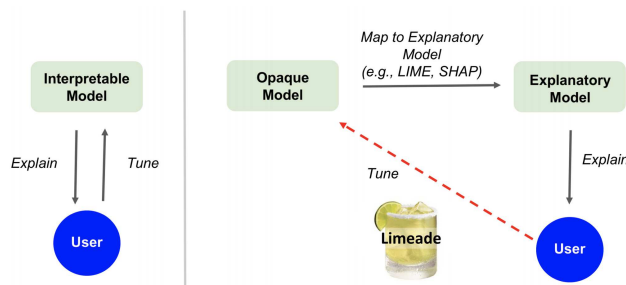 Interpretable
Model
Explain
Tune
User
Map to Explanatory
Model
(e.g., LIME, SHAP)
Opaque
Model
Explanatory
Model
Tune
Explain
Limeade
User